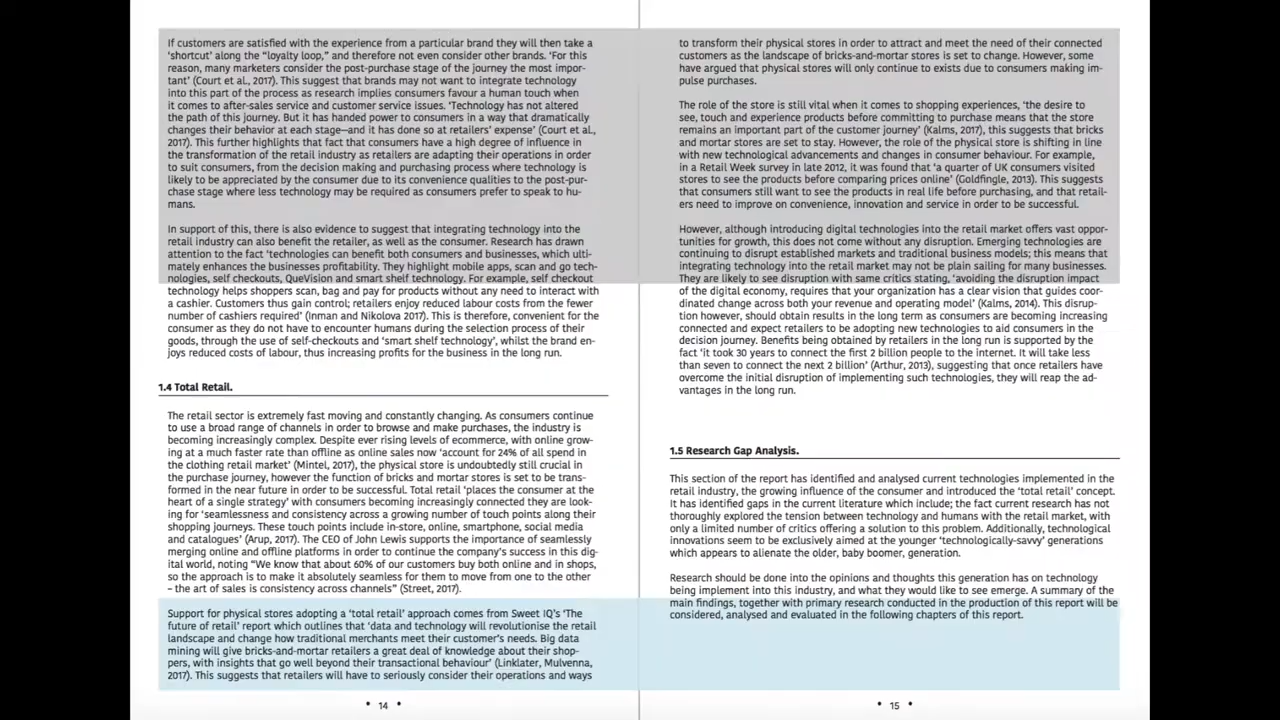 If customers are satisfied with the experience from a particular brand they will then take a
'shortcut' along the "loyalty loop," and therefore not even consider other brands. 'For this
reason, many marketers consider the post-purchase stage of the journey the most impor-
tant' (Court et al., 2017). This suggest that brands may not want to integrate technology
into this part of the process as research implies consumers favour a human touch when
it comes to after-sales service and customer service issues. 'Technology has not altered
the path of this journey. But it has handed power to consumers in a way that dramatically
changes their behavior at each stage—and it has done so at retailers' expense' (Court et al.,
2017). This further highlights that fact that consumers have a high degree of influence in
the transformation of the retail industry as retailers are adapting their operations in order
to suit consumers, from the decision making and purchasing process where technology is
likely to be appreciated by the consumer due to its convenience qualities to the post-pur-
chase stage where less technology may be required as consumers prefer to speak to hu-
mans.
In support of this, there is also evidence to suggest that integrating technology into the
retail industry can also benefit the retailer, as well as the consumer. Research has drawn
attention to the fact 'technologies can benefit both consumers and businesses, which ulti-
mately enhances the businesses profitability. They highlight mobile apps, scan and go tech-
nologies, self checkouts, QueVision and smart shelf technology. For example, self checkout
technology helps shoppers scan, bag and pay for products without any need to interact with
a cashier. Customers thus gain control; retailers enjoy reduced labour costs from the fewer
number of cashiers required' (Inman and Nikolova 2017). This is therefore, convenient for the
consumer as they do not have to encounter humans during the selection process of their
goods, through the use of self-checkouts and 'smart shelf technology', whilst the brand en-
joys reduced costs of labour, thus increasing profits for the business in the long run.
1.4 Total Retail.
The retail sector is extremely fast moving and constantly changing. As consumers continue
to use a broad range of channels in order to browse and make purchases, the industry is
becoming increasingly complex. Despite ever rising levels of ecommerce, with online grow-
ing at a much faster rate than offline as online sales now 'account for 24% of all spend in
the clothing retail market' (Mintel, 2017), the physical store is undoubtedly still crucial in
the purchase journey, however the function of bricks and mortar stores is set to be trans-
formed in the near future in order to be successful. Total retail 'places the consumer at the
heart of a single strategy' with consumers becoming increasingly connected they are look-
ing for 'seamlessness and consistency across a growing number of touch points along their
shopping journeys. These touch points include in-store, online, smartphone, social media
and catalogues' (Arup, 2017). The CEO of John Lewis supports the importance of seamlessly
merging online and offline platforms in order to continue the company's success in this dig-
ital world, noting "We know that about 60% of our customers buy both online and in shops,
so the approach is to make it absolutely seamless for them to move from one to the other
– the art of sales is consistency across channels" (Street, 2017).
Support for physical stores adopting a 'total retail' approach comes from Sweet IQ's 'The
future of retail' report which outlines that 'data and technology will revolutionise the retail
landscape and change how traditional merchants meet their customer's needs. Big data
mining will give bricks-and-mortar retailers a great deal of knowledge about their shop-
pers, with insights that go well beyond their transactional behaviour' (Linklater, Mulvenna,
2017). This suggests that retailers will have to seriously consider their operations and ways
• 14 •
to transform their physical stores in order to attract and meet the need of their connected
customers as the landscape of bricks-and-mortar stores is set to change. However, some
have argued that physical stores will only continue to exists due to consumers making im-
pulse purchases.
The role of the store is still vital when it comes to shopping experiences, 'the desire to
see, touch and experience products before committing to purchase means that the store
remains an important part of the customer journey' (Kalms, 2017), this suggests that bricks
and mortar stores are set to stay. However, the role of the physical store is shifting in line
with new technological advancements and changes in consumer behaviour. For example,
in a Retail Week survey in late 2012, it was found that 'a quarter of UK consumers visited
stores to see the products before comparing prices online' (Goldfingle, 2013). This suggests
that consumers still want to see the products in real life before purchasing, and that retail-
ers need to improve on convenience, innovation and service in order to be successful.
However, although introducing digital technologies into the retail market offers vast oppor-
tunities for growth, this does not come without any disruption. Emerging technologies are
continuing to disrupt established markets and traditional business models; this means that
integrating technology into the retail market may not be plain sailing for many businesses.
They are likely to see disruption with same critics stating, 'avoiding the disruption impact
of the digital economy, requires that your organization has a clear vision that guides coor-
dinated change across both your revenue and operating model' (Kalms, 2014). This disrup-
tion however, should obtain results in the long term as consumers are becoming increasing
connected and expect retailers to be adopting new technologies to aid consumers in the
decision journey. Benefits being obtained by retailers in the long run is supported by the
fact 'it took 30 years to connect the first 2 billion people to the internet. It will take less
than seven to connect the next 2 billion' (Arthur, 2013), suggesting that once retailers have
overcome the initial disruption of implementing such technologies, they will reap the ad-
vantages in the long run.
1.5 Research Gap Analysis.
This section of the report has identified and analysed current technologies implemented in the
retail industry, the growing influence of the consumer and introduced the 'total retail' concept.
It has identified gaps in the current literature which include; the fact current research has not
thoroughly explored the tension between technology and humans with the retail market, with
only a limited number of critics offering a solution to this problem. Additionally, technological
innovations seem to be exclusively aimed at the younger 'technologically-savvy' generations
which appears to alienate the older, baby boomer, generation.
Research should be done into the opinions and thoughts this generation has on technology
being implement into this industry, and what they would like to see emerge. A summary of the
main findings, together with primary research conducted in the production of this report will be
considered, analysed and evaluated in the following chapters of this report.
• 15 •